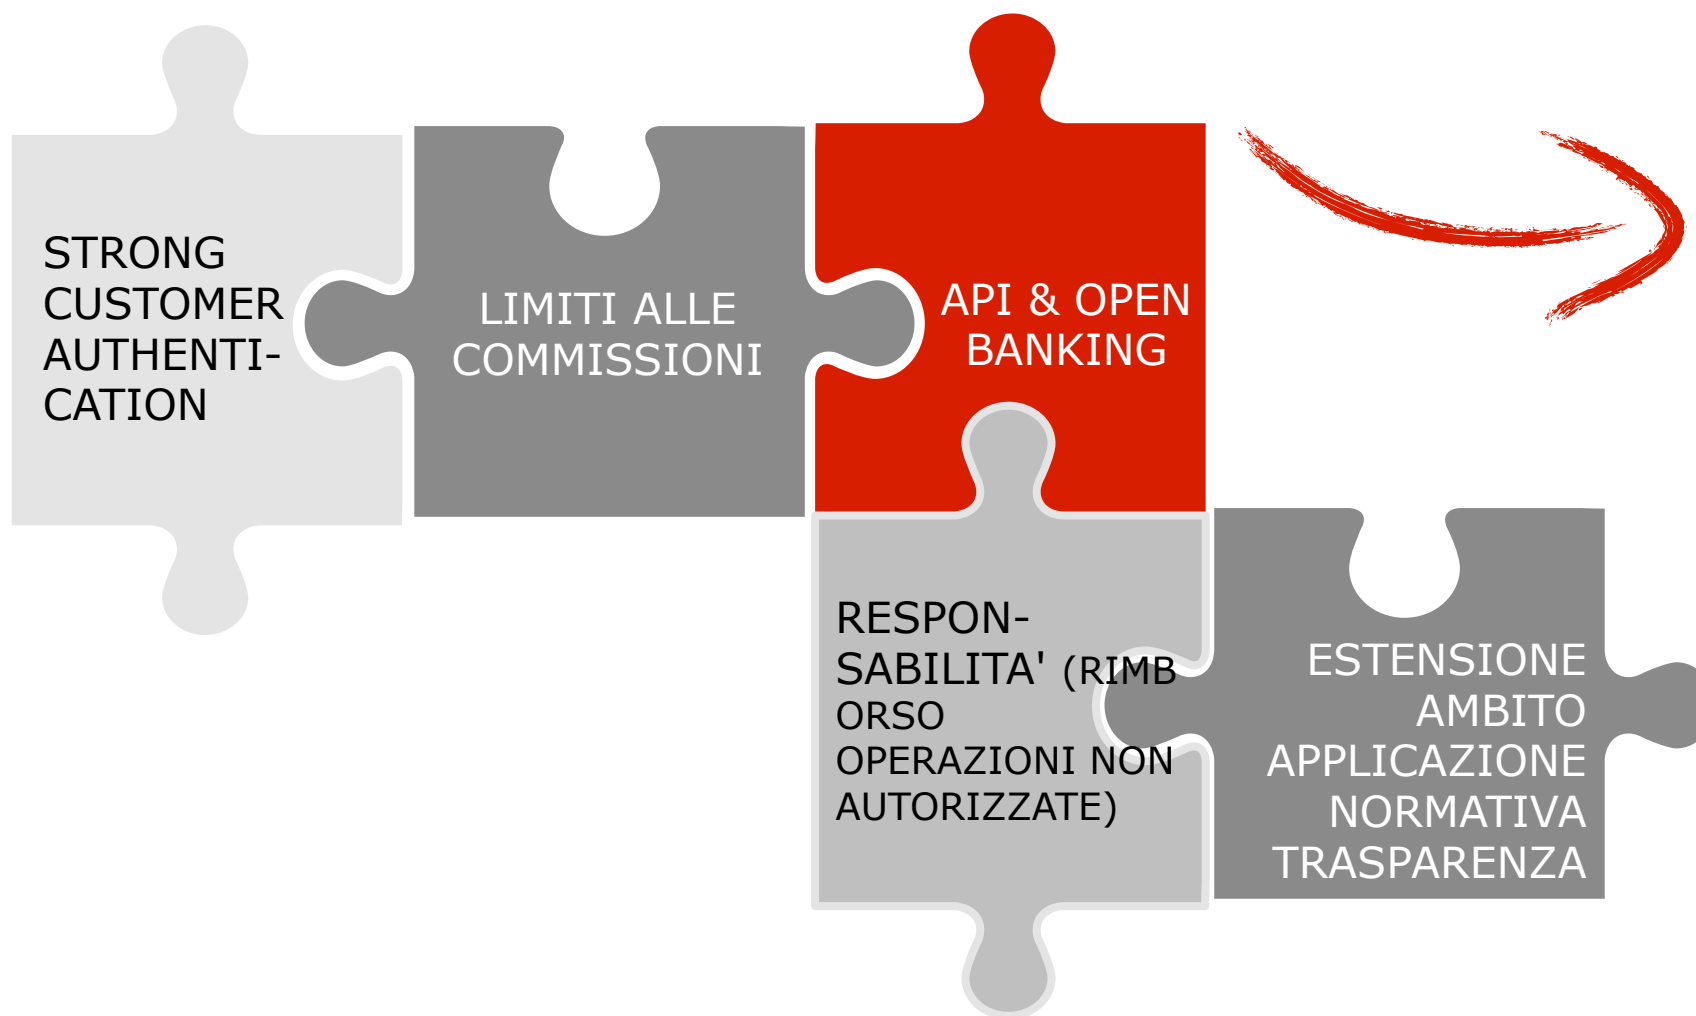 STRONG
CUSTOMER
AUTHENTI-
CATION
LIMITI ALLE
COMMISSIONI
API & OPEN
BANKING
RESPON-
SABILITA' (RIMB
ORSO
OPERAZIONI NON
AUTORIZZATE)
ESTENSIONE
AMBITO
APPLICAZIONE
NORMATIVA
TRASPARENZA